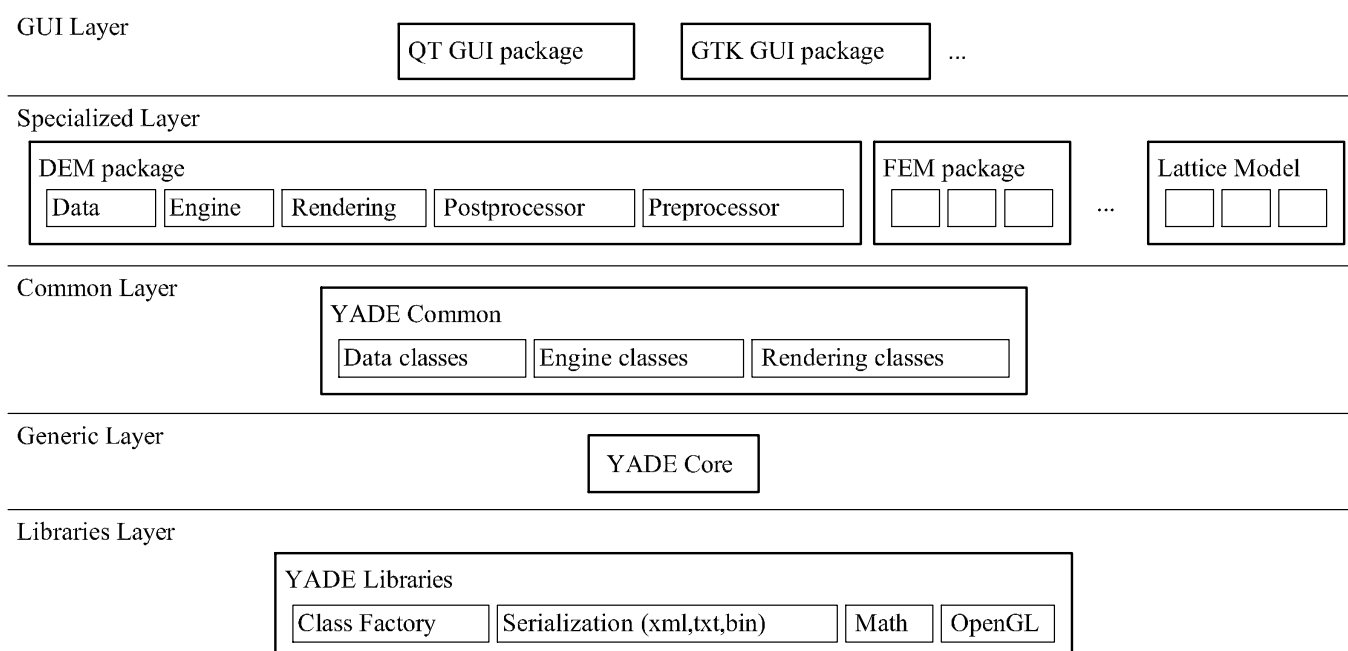 GUI Layer
QT GUI package
GTK GUI package
...
Specialized Layer
DEM package
Data
Engine
Rendering
Postprocessor
Preprocessor
FEM package
...
Lattice Model
Common Layer
YADE Common
Data classes
Engine classes
Rendering classes
Generic Layer
YADE Core
Libraries Layer
YADE Libraries
Class Factory
Serialization (xml,txt,bin)
Math
OpenGL